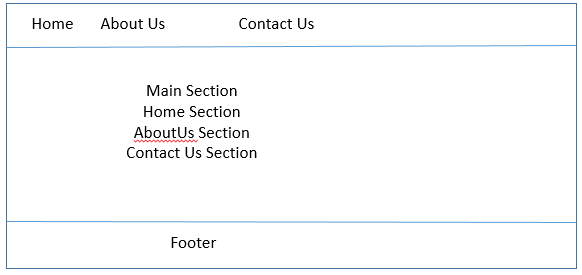 Home About Us Contact Us
Main Section
Home Section
AboutUs Section
Contact Us Section
Footer